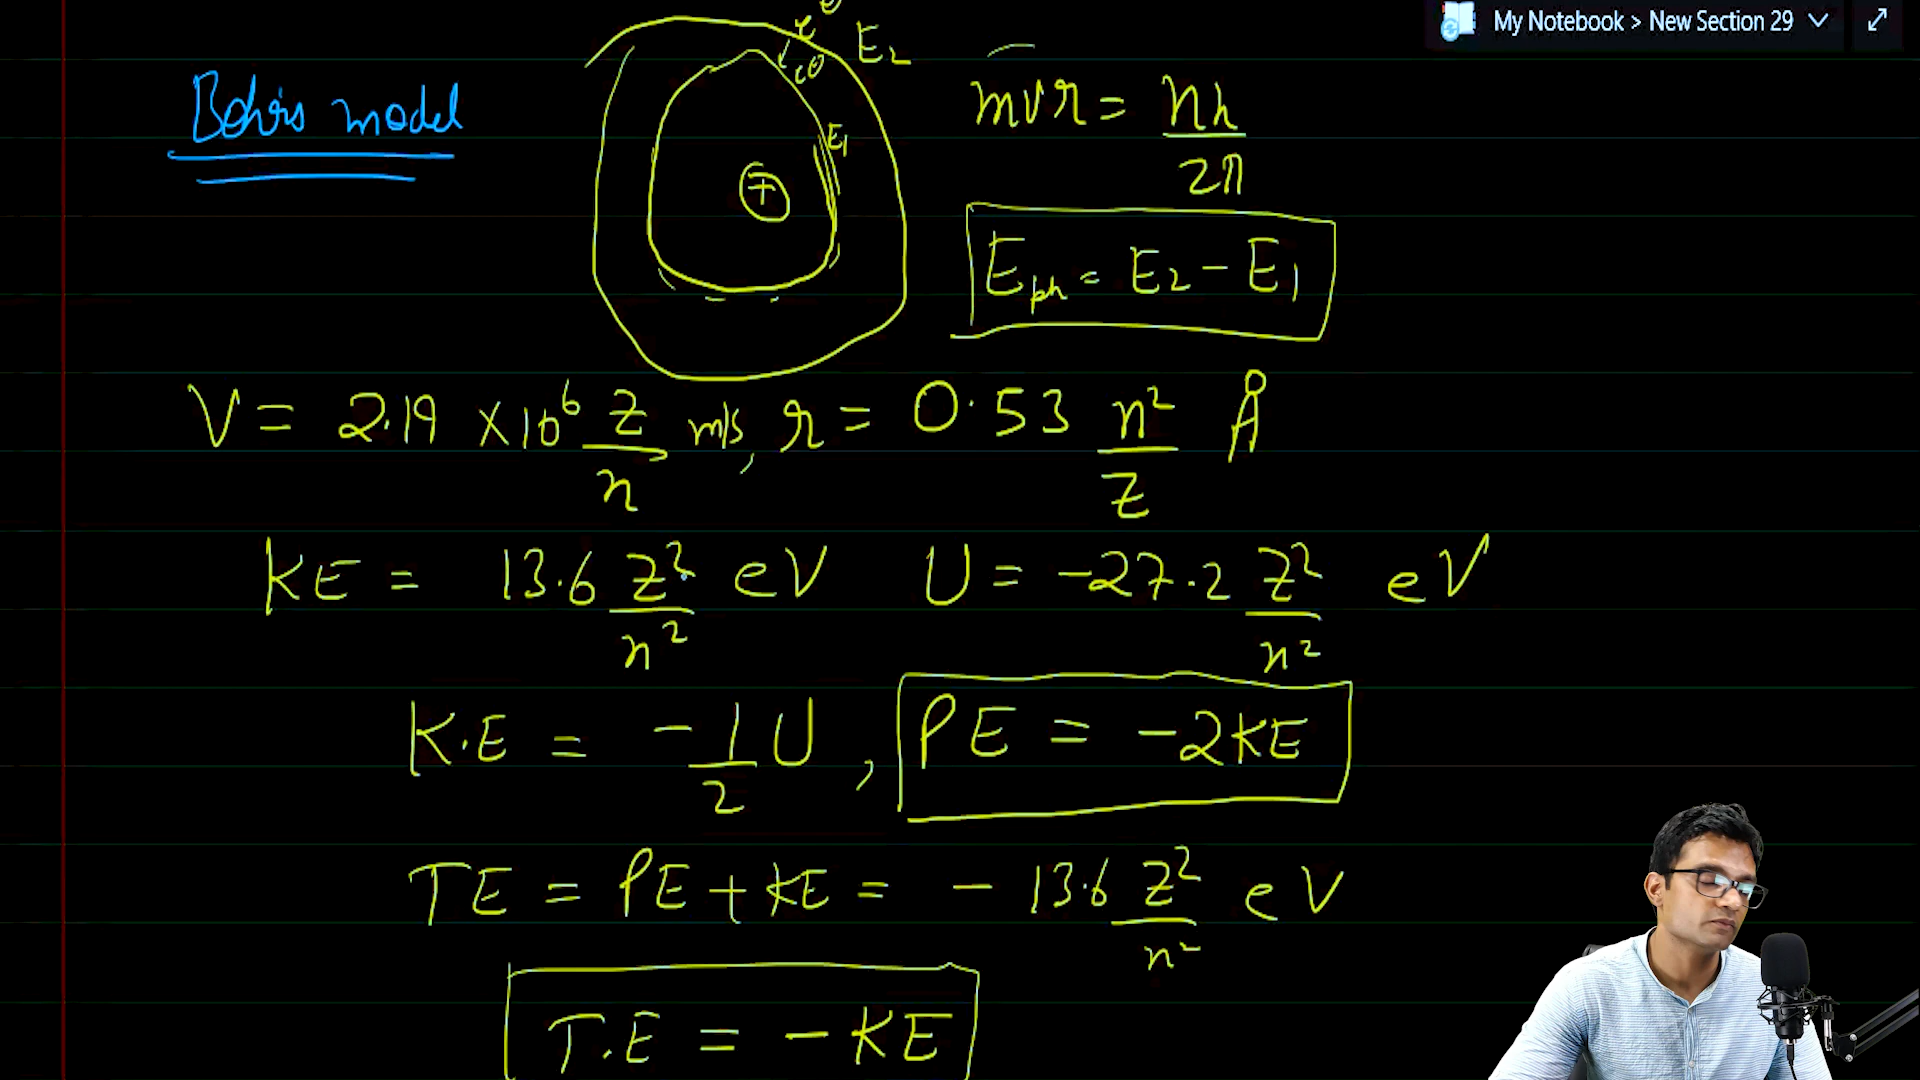 My Notebook > New Section 29
Bohr's model
e⊖
E2
e⊖
E1
+
mvr = nh/2π
Eph = E2 - E1
V = 2.19 × 10⁶ Z/n m/s, r = 0.53 n²/Z Å
KE = 13.6 Z²/n² eV U = -27.2 Z²/n² eV
K.E = -1/2 U, PE = -2KE
TE = PE + KE = - 13.6 Z²/n² eV
T.E = - KE